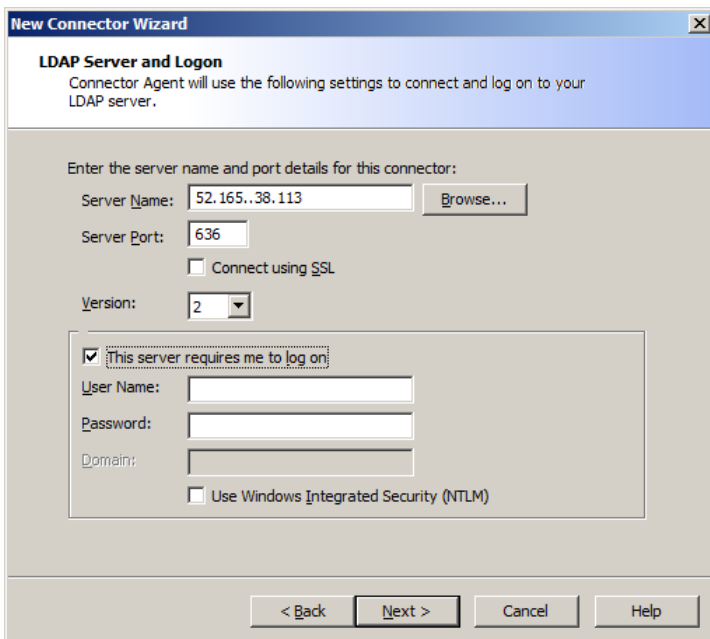 New Connector Wizard
LDAP Server and Logon
Connector Agent will use the following settings to connect and log on to your
LDAP server.
Enter the server name and port details for this connector:
Server Name: 52.165..38.113 Browse...
Server Port: 636
Connect using SSL
Version: 2
This server requires me to log on
User Name:
Password:
Domain:
Use Windows Integrated Security (NTLM)
< Back Next > Cancel Help